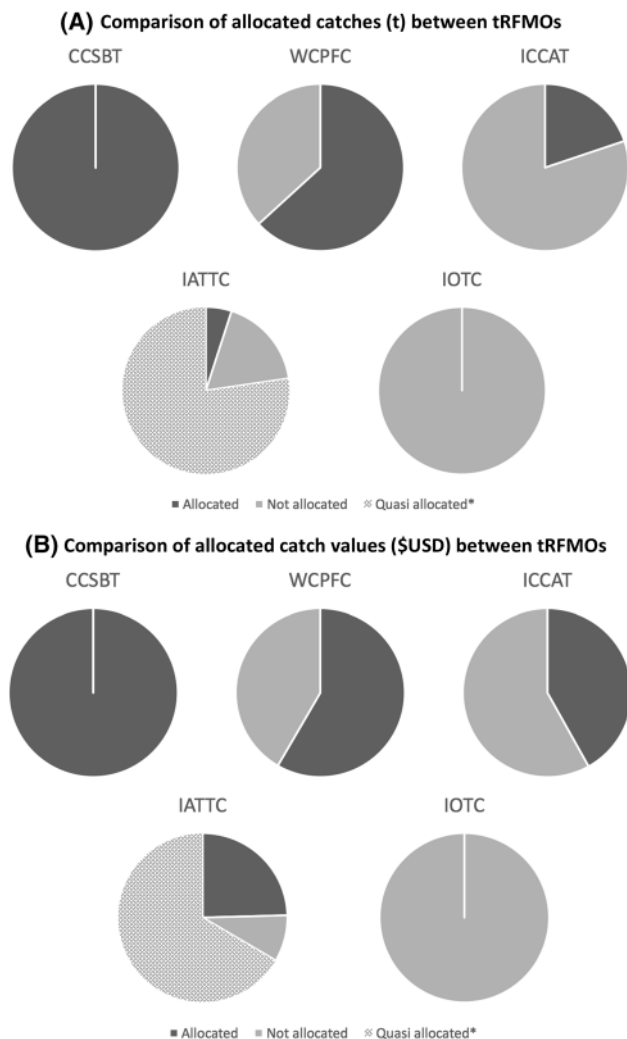 (A) Comparison of allocated catches (t) between tRFMOs
CCSBT WCPFC ICCAT
IATTC IOTC
Allocated Not allocated Quasi allocated*
(B) Comparison of allocated catch values ($USD) between tRFMOs
CCSBT WCPFC ICCAT
IATTC IOTC
Allocated Not allocated Quasi allocated*